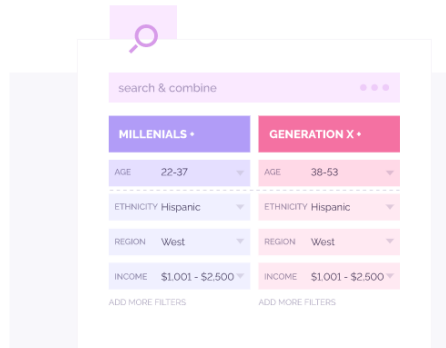 search & combine
MILLENIALS •
GENERATION X •
AGE 22-37
AGE 38-53
ETHNICITY Hispanic
ETHNICITY Hispanic
REGION West
REGION West
INCOME $1,001 - $2,500
INCOME $1,001 - $2,500
ADD MORE FILTERS
ADD MORE FILTERS